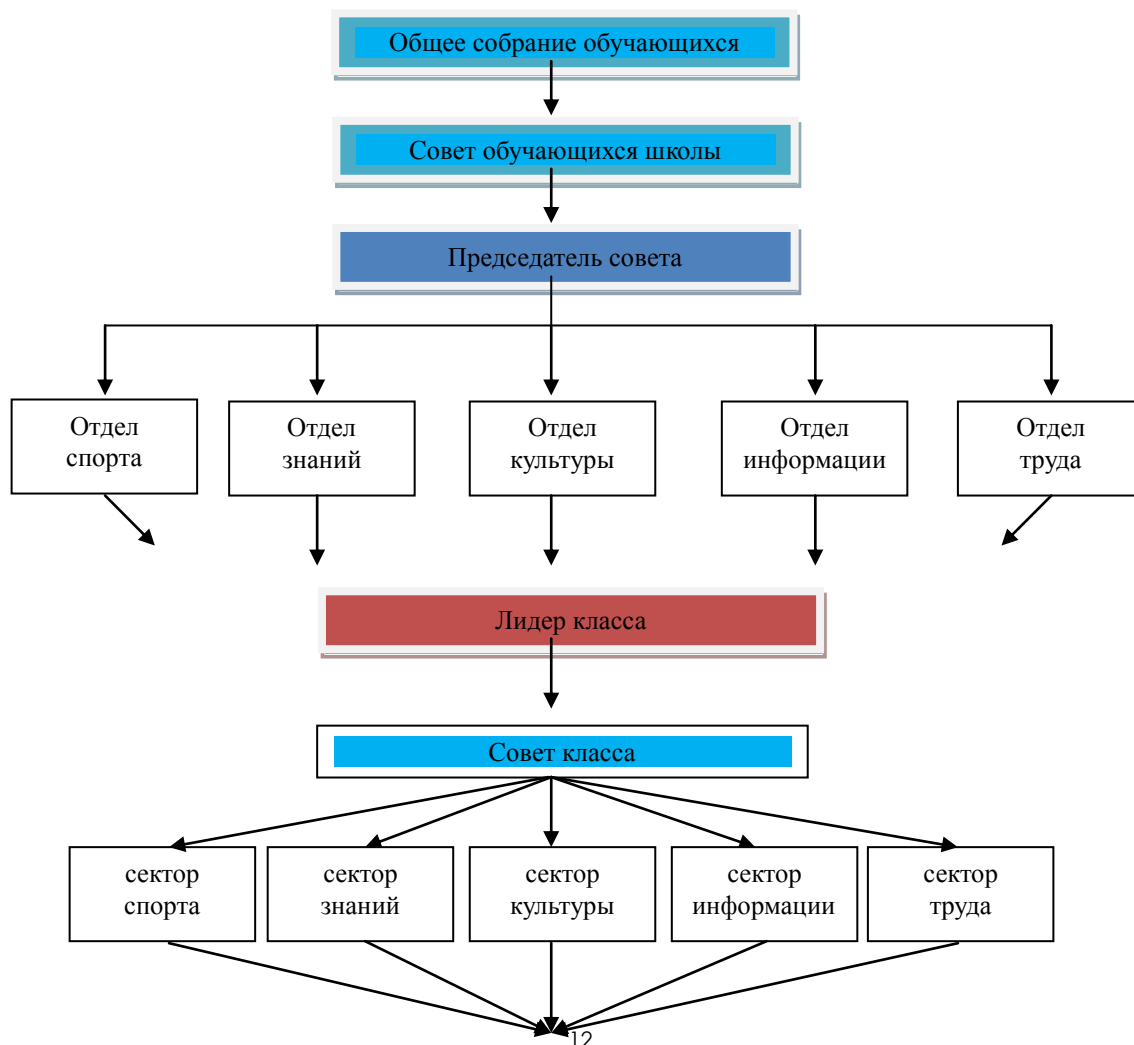 Общее собрание обучающихся
Совет обучающихся школы
Председатель совета
Отдел
спорта
Отдел
знаний
Отдел
культуры
Отдел
информации
Отдел
труда
Лидер класса
Совет класса
сектор
спорта
сектор
знаний
сектор
культуры
сектор
информации
сектор
труда
12